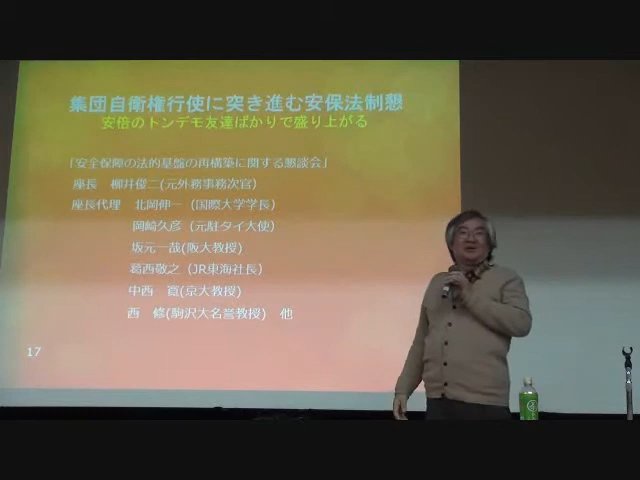 集団自衛権行使に突き進む安保法制懇
安倍のトンデモ友達ばかりで盛り上がる
「安全保障の法的基盤の再構築に関する懇談会」
座長　柳井俊二(元外務事務次官)
座長代理　北岡伸一（国際大学学長）
岡崎久彦（元駐タイ大使）
坂元一哉(阪大教授)
葛西敬之（JR東海社長）
中西　寛(京大教授)
西　修(駒沢大名誉教授)　他
17